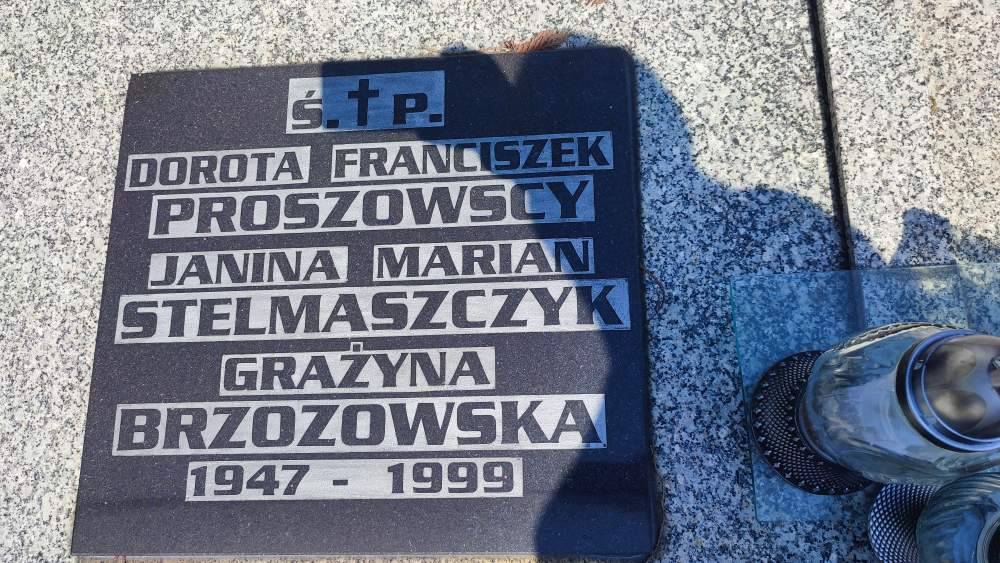 Ś. † P.
DOROTA FRANCISZEK
PROSZOWSCY
JANINA MARIAN
STELMASZCZYK
GRAŻYNA
BRZOZOWSKA
1947 - 1999